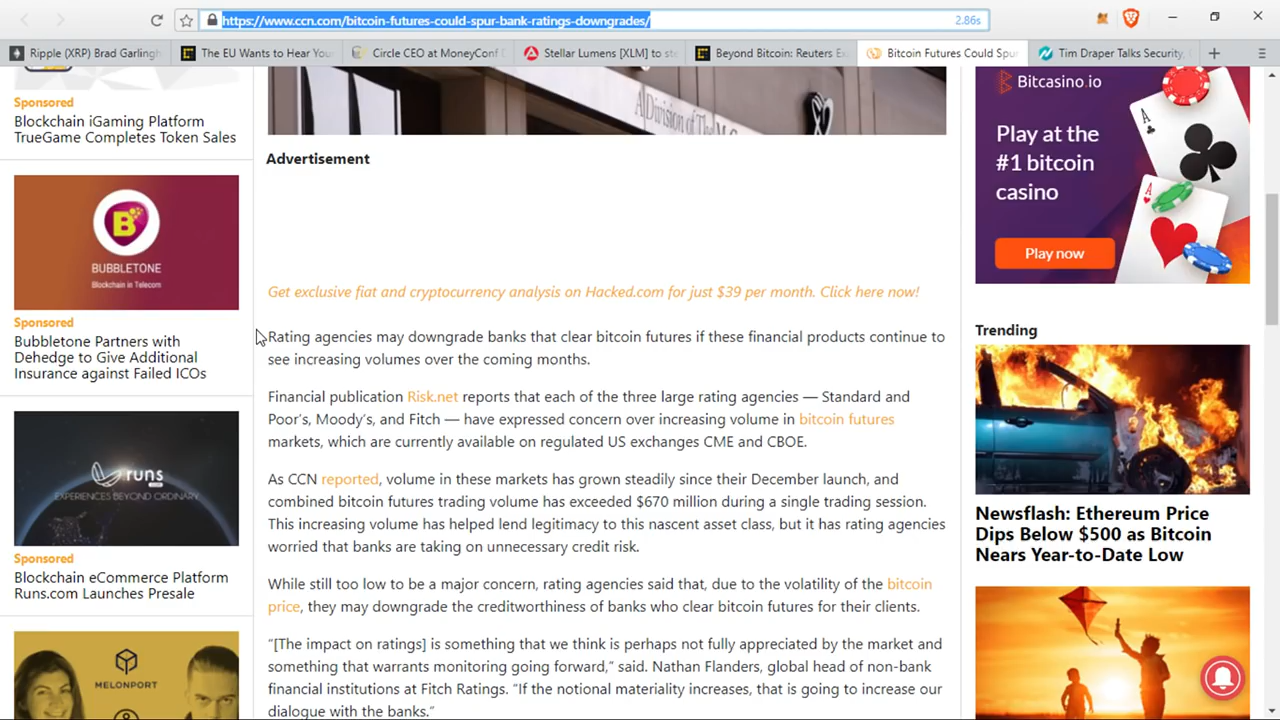 https://www.ccn.com/bitcoin-futures-could-spur-bank-ratings-downgrades/
2.86s
Ripple (XRP) Brad Garlingh
The EU Wants to Hear Your
Circle CEO at MoneyConf
Stellar Lumens [XLM] to st
Beyond Bitcoin: Reuters Ex
Bitcoin Futures Could Spur
Tim Draper Talks Security,
Sponsored
Blockchain iGaming Platform
TrueGame Completes Token Sales
B
BUBBLETONE
Blockchain in Telecom
Sponsored
Bubbletone Partners with
Dehedge to Give Additional
Insurance against Failed ICOs
runs
EXPERIENCES BEYOND ORDINARY
Sponsored
Blockchain eCommerce Platform
Runs.com Launches Presale
MELONPORT
A Division of The
Advertisement
Get exclusive fiat and cryptocurrency analysis on Hacked.com for just $39 per month. Click here now!
Rating agencies may downgrade banks that clear bitcoin futures if these financial products continue to
see increasing volumes over the coming months.
Financial publication Risk.net reports that each of the three large rating agencies — Standard and
Poor’s, Moody’s, and Fitch — have expressed concern over increasing volume in bitcoin futures
markets, which are currently available on regulated US exchanges CME and CBOE.
As CCN reported, volume in these markets has grown steadily since their December launch, and
combined bitcoin futures trading volume has exceeded $670 million during a single trading session.
This increasing volume has helped lend legitimacy to this nascent asset class, but it has rating agencies
worried that banks are taking on unnecessary credit risk.
While still too low to be a major concern, rating agencies said that, due to the volatility of the bitcoin
price, they may downgrade the creditworthiness of banks who clear bitcoin futures for their clients.
“[The impact on ratings] is something that we think is perhaps not fully appreciated by the market and
something that warrants monitoring going forward,” said. Nathan Flanders, global head of non-bank
financial institutions at Fitch Ratings. “If the notional materiality increases, that is going to increase our
dialogue with the banks.”
Bitcasino.io
Play at the
#1 bitcoin
casino
A
A
Play now
Trending
Newsflash: Ethereum Price
Dips Below $500 as Bitcoin
Nears Year-to-Date Low